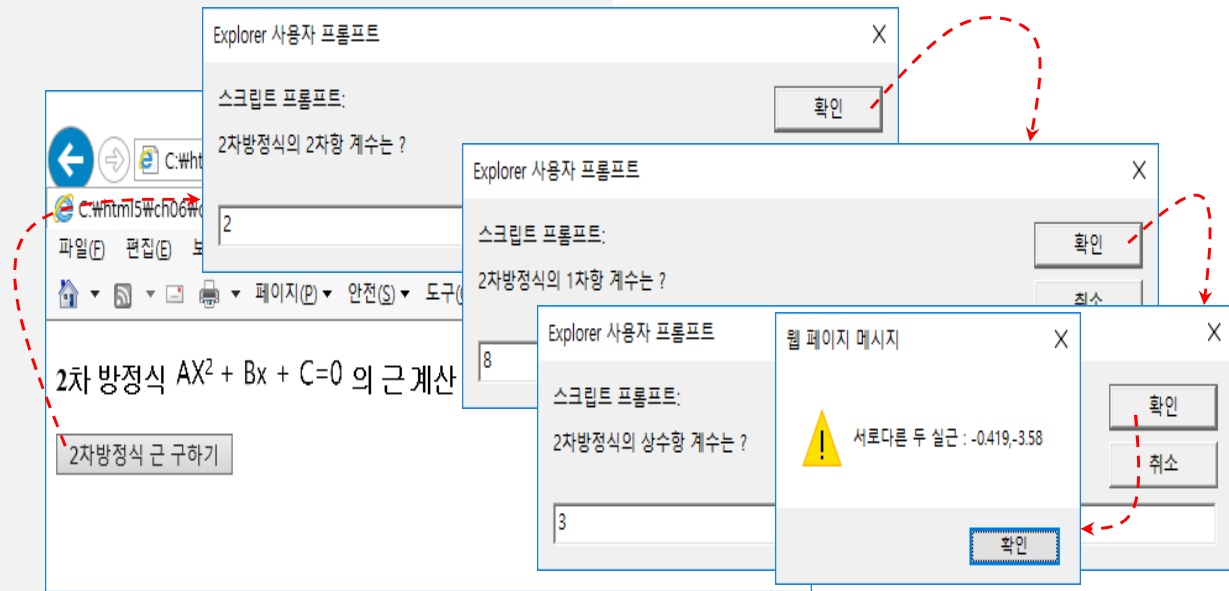 Explorer 사용자 프롬프트
스크립트 프롬프트:
확인
2차방정식의 2차항 계수는 ?
2
C:₩ht
C:₩html5₩ch06₩
파일(F) 편집(E)
페이지(P) 안전(S)
2차 방정식 AX² + Bx + C=0 의 근 계산
2차방정식 근 구하기
Explorer 사용자 프롬프트
스크립트 프롬프트:
확인
2차방정식의 1차항 계수는 ?
취소
8
Explorer 사용자 프롬프트
스크립트 프롬프트:
확인
2차방정식의 상수항 계수는 ?
취소
3
웹 페이지 메시지
서로다른 두 실근 : -0.419,-3.58
확인